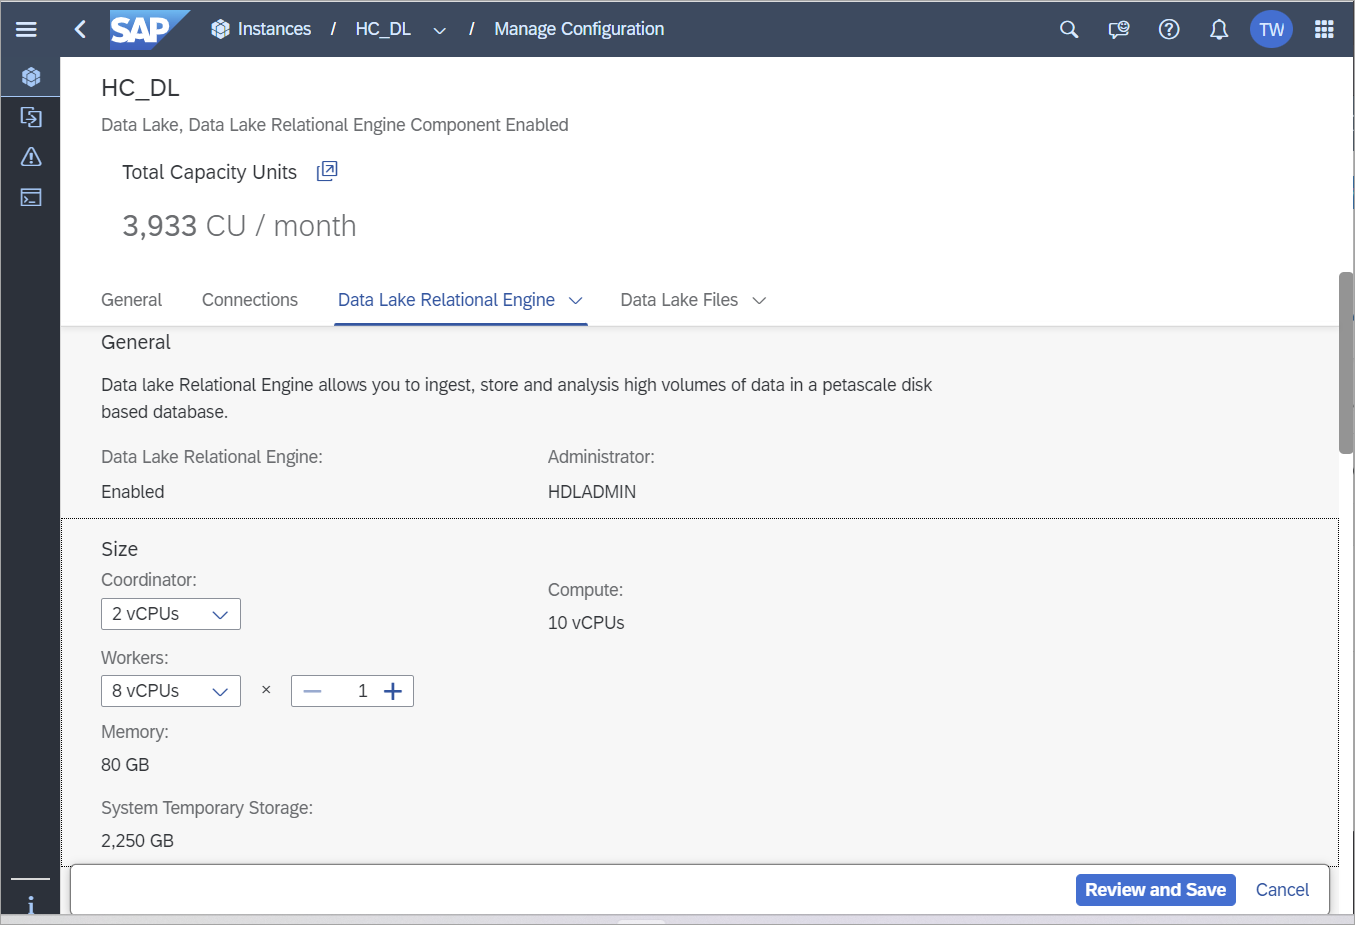 SAP Instances / HC_DL / Manage Configuration TW
HC_DL
Data Lake, Data Lake Relational Engine Component Enabled
Total Capacity Units
3,933 CU / month
General Connections Data Lake Relational Engine Data Lake Files
General
Data lake Relational Engine allows you to ingest, store and analysis high volumes of data in a petascale disk
based database.
Data Lake Relational Engine: Administrator:
Enabled HDLADMIN
Size
Coordinator: Compute:
2 vCPUs 10 vCPUs
Workers:
8 vCPUs × 1
Memory:
80 GB
System Temporary Storage:
2,250 GB
Review and Save Cancel